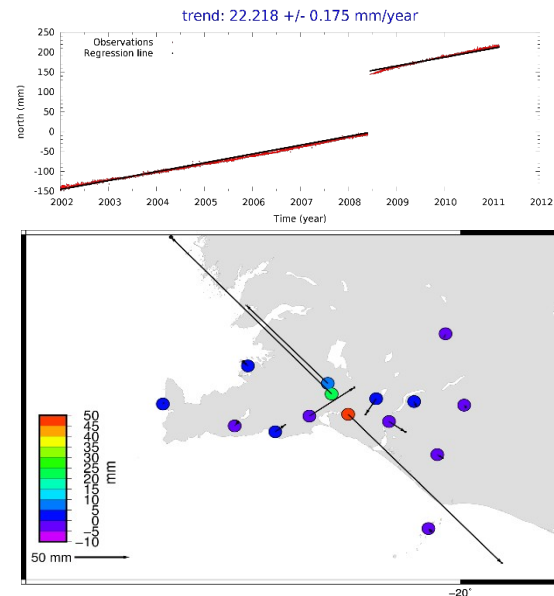 trend: 22.218 +/- 0.175 mm/year
250
200
150
100
50
0
-50
-100
-150
north (mm)
Observations
Regression line
2002 2003 2004 2005 2006 2007 2008 2009 2010 2011 2012
Time (year)
50
45
40
35
30
25
20
15
10
5
0
-5
-10
mm
50 mm
-20°